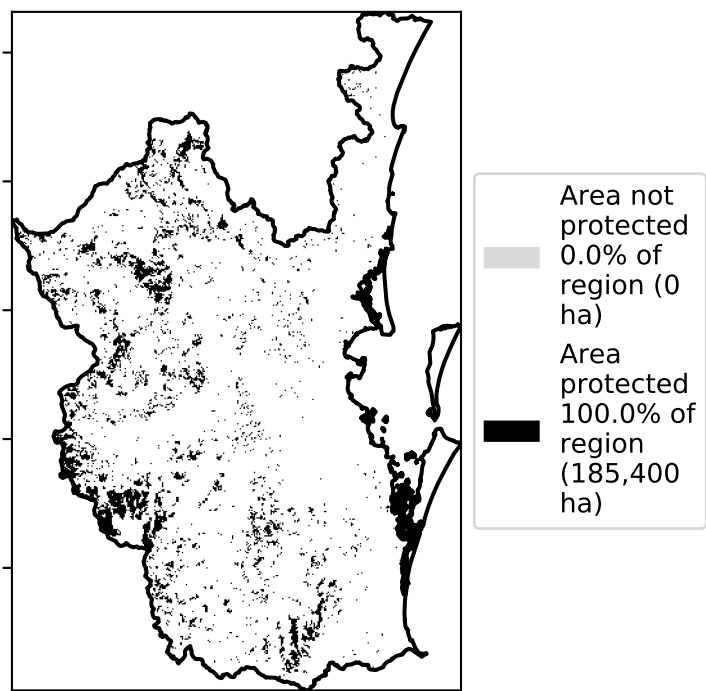 Area not
protected
0.0% of
region (0
ha)
Area
protected
100.0% of
region
(185,400
ha)